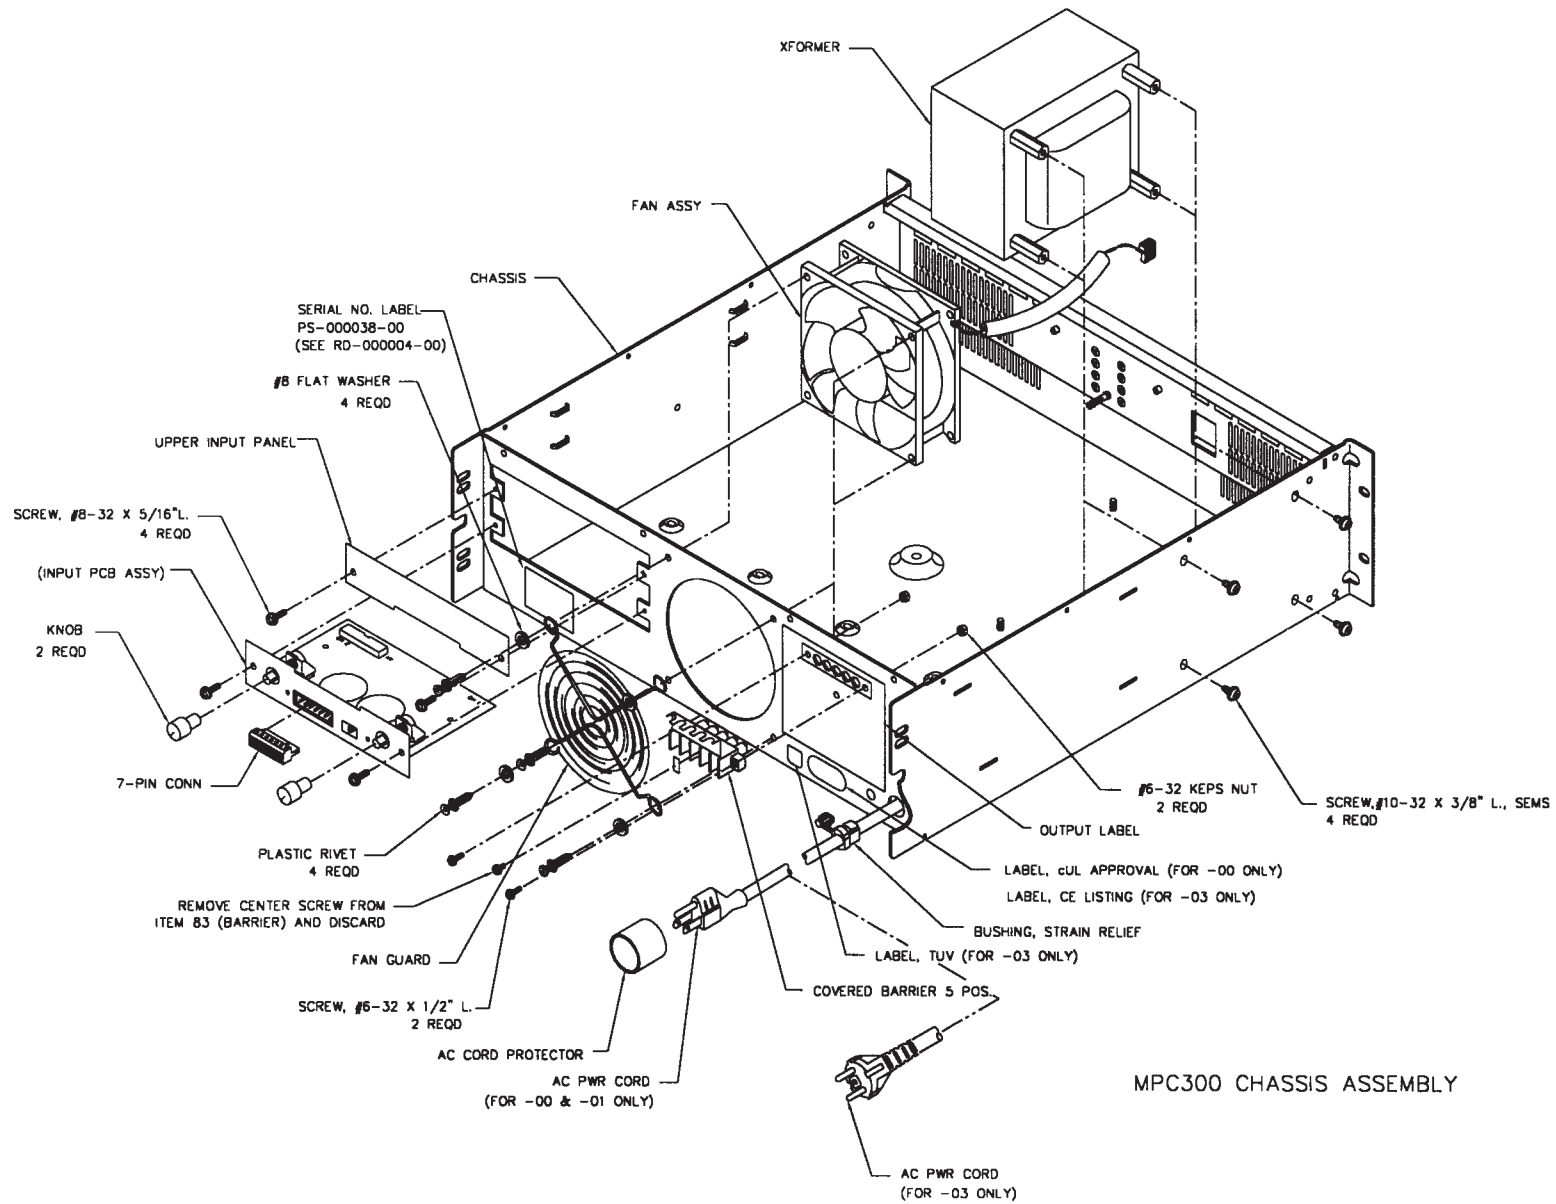 XFORMER
FAN ASSY
CHASSIS
SERIAL NO. LABEL
PS-000038-00
(SEE RD-000004-00)
#8 FLAT WASHER
4 REQD
UPPER INPUT PANEL
SCREW, #8-32 X 5/16"L.
4 REQD
(INPUT PCB ASSY)
KNOB
2 REQD
7-PIN CONN
PLASTIC RIVET
4 REQD
REMOVE CENTER SCREW FROM
ITEM 83 (BARRIER) AND DISCARD
FAN GUARD
SCREW, #6-32 X 1/2" L.
2 REQD
AC CORD PROTECTOR
AC PWR CORD
(FOR -00 & -01 ONLY)
#6-32 KEPS NUT
2 REQD
SCREW,#10-32 X 3/8" L., SEMS
4 REQD
OUTPUT LABEL
LABEL, cUL APPROVAL (FOR -00 ONLY)
LABEL, CE LISTING (FOR -03 ONLY)
BUSHING, STRAIN RELIEF
LABEL, TUV (FOR -03 ONLY)
COVERED BARRIER 5 POS.
MPC300 CHASSIS ASSEMBLY
AC PWR CORD
(FOR -03 ONLY)